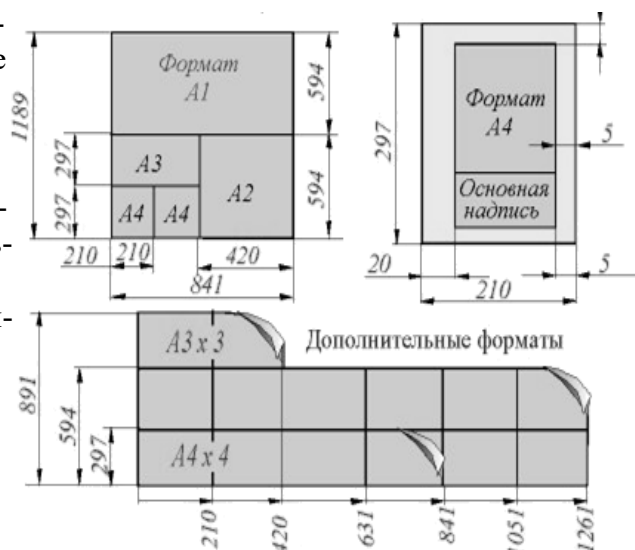 е
Формат
А1
1189
594
297
А3
297
А4
А4
А2
594
210
210
420
841
297
Формат
А4
5
Основная
надпись
20
210
5
А3 х 3
Дополнительные форматы
891
594
297
А4 х 4
210
420
631
841
1051
1261